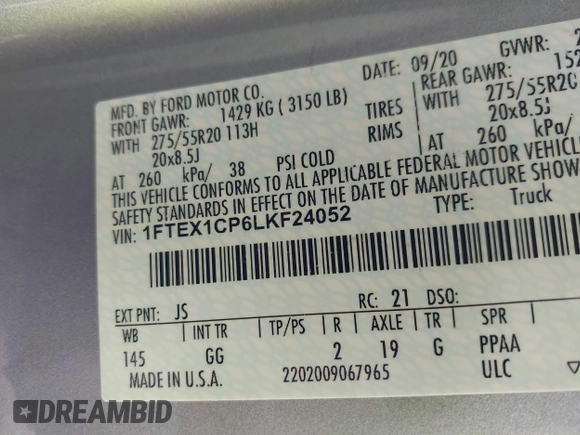 MFD. BY FORD MOTOR CO. DATE: 09/20 GVWR:
FRONT GAWR: 1429 KG ( 3150 LB) REAR GAWR: 152
WITH 275/55R20 113H TIRES WITH 275/55R20
20x8.5J RIMS 20x8.5J
AT 260 kPa/ 38 PSI COLD AT 260 kPa/
THIS VEHICLE CONFORMS TO ALL APPLICABLE FEDERAL MOTOR VEHICLE
SAFETY STANDARDS IN EFFECT ON THE DATE OF MANUFACTURE SHOW
VIN: 1FTEX1CP6LKF24052 TYPE: Truck
EXT PNT: JS RC: 21 DSO:
WB INT TR TP/PS R AXLE TR SPR
145 GG 2 19 G PPAA
MADE IN U.S.A. 2202009067965 ULC
DREAMBID